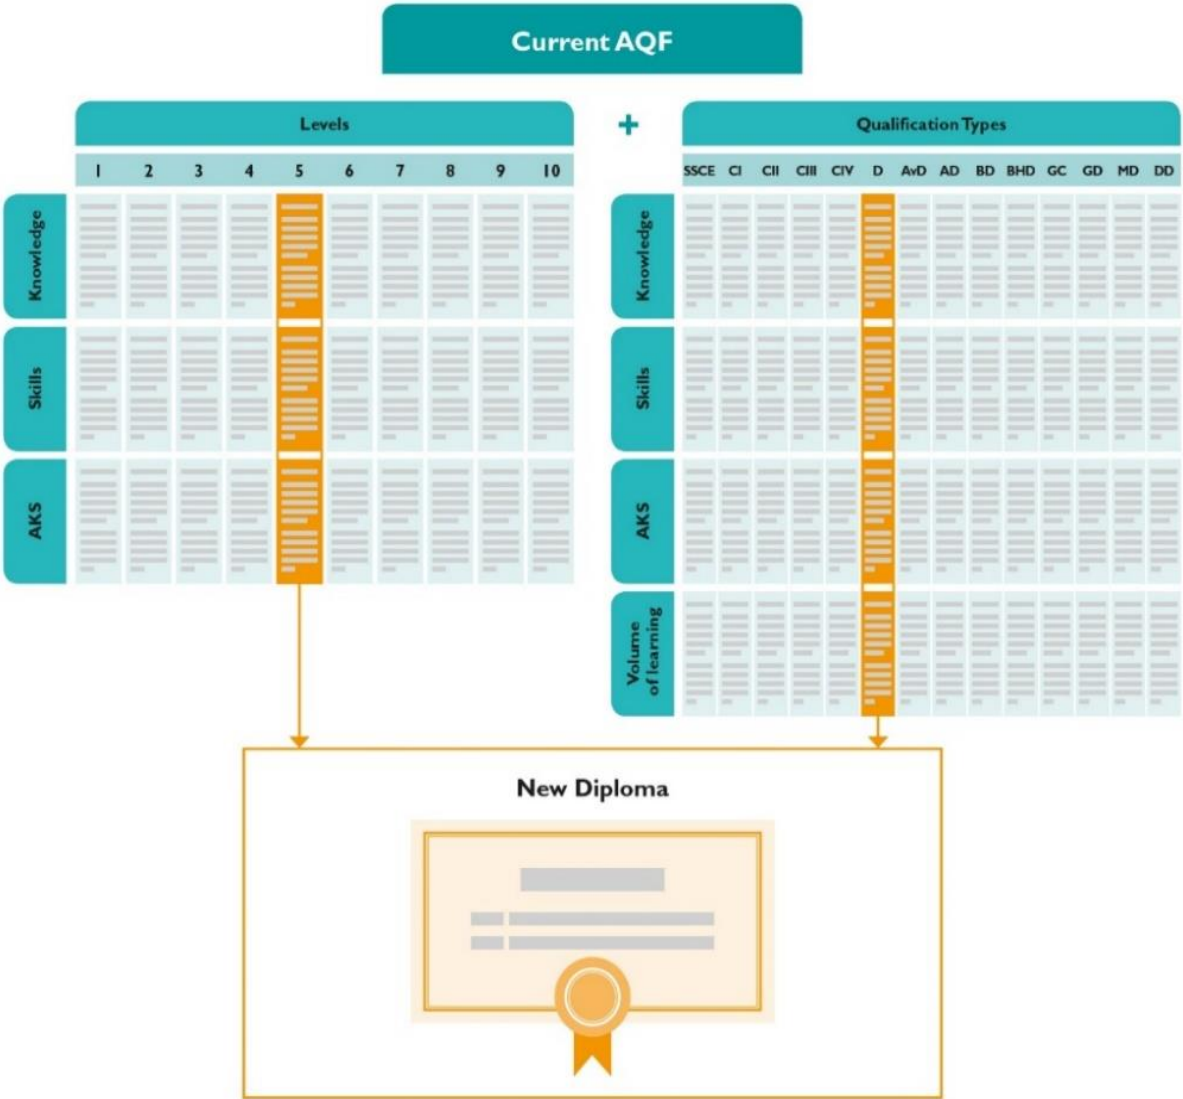 Current AQF
Levels + Qualification Types
1 2 3 4 5 6 7 8 9 10
SSCE CI CII CIII CIV D AvD AD BD BHD GC GD MD DD
Knowledge
Skills
AKS
Knowledge
Skills
AKS
Volume
of learning
New Diploma